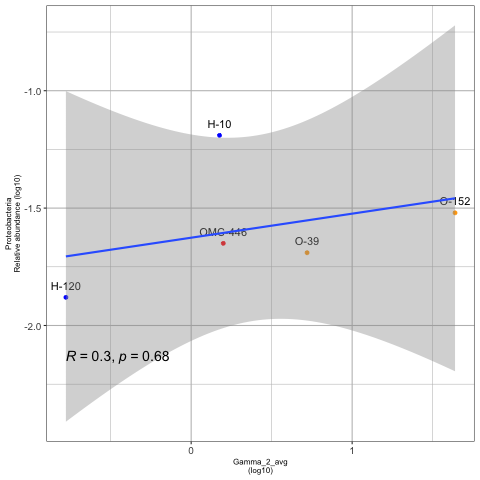 Proteobacteria
Relative abundance (log10)
-1.0
-1.5
-2.0
H-10
O-152
OMG-446
O-39
H-120
R = 0.3, p = 0.68
0
1
Gamma_2_avg
(log10)